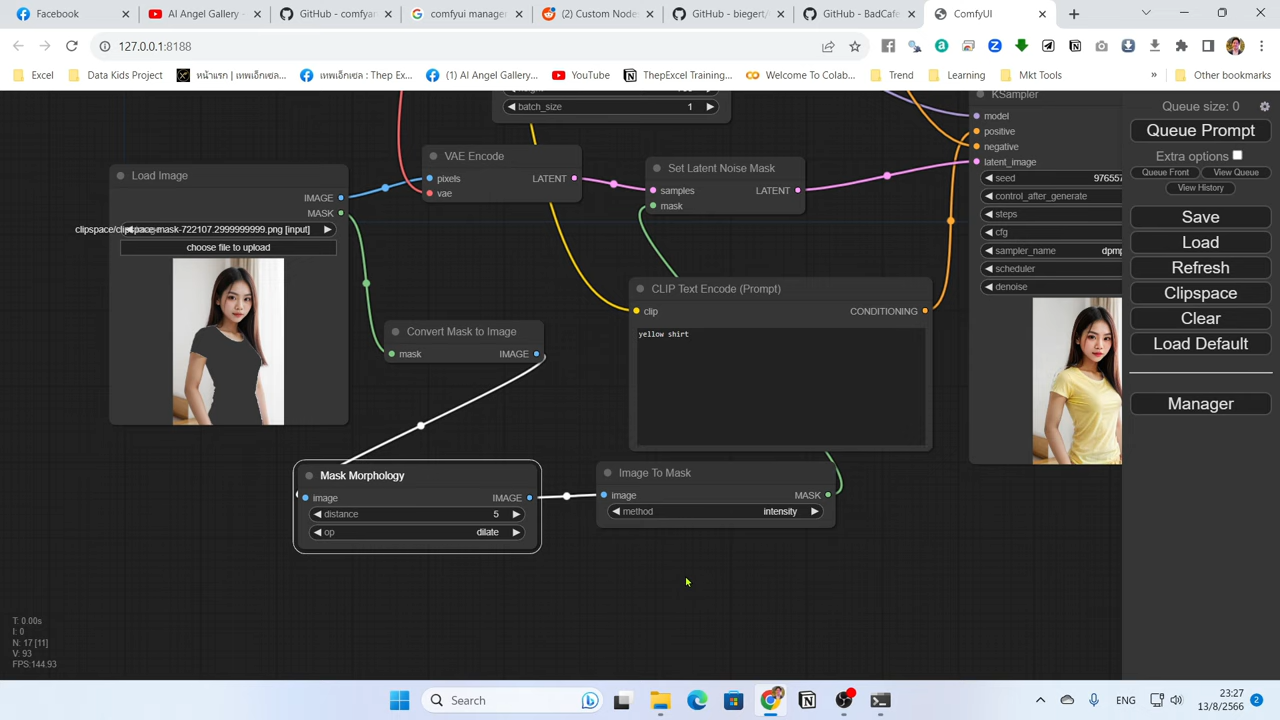 Facebook
AI Angel Gallery -
GitHub - comfyan
comfyui manager
(2) Custom Node
GitHub - biegert/
GitHub - BadCafe
ComfyUI
127.0.0.1:8188
Excel
Data Kids Project
หน้าแรก | เทพเอ็กเซล...
เทพเอ็กเซล : Thep Ex...
(1) AI Angel Gallery...
YouTube
ThepExcel Training...
Welcome To Colab...
Trend
Learning
Mkt Tools
»
Other bookmarks
batch_size 1
VAE Encode
pixels LATENT
vae
Load Image
IMAGE
MASK
choose file to upload
Set Latent Noise Mask
samples LATENT
mask
KSampler
model
positive
negative
latent_image
seed 97655
control_after_generate
steps
cfg
sampler_name dpmp
scheduler
denoise
CLIP Text Encode (Prompt)
clip CONDITIONING
yellow shirt
Convert Mask to Image
mask IMAGE
Mask Morphology
image IMAGE
distance 5
op dilate
Image To Mask
image MASK
method intensity
Queue size: 0
Queue Prompt
Extra options
Queue Front View Queue
View History
Save
Load
Refresh
Clipspace
Clear
Load Default
Manager
T: 0.00s
I: 0
N: 17 [11]
V: 93
FPS:144.93
Search
ENG
23:27
13/8/2566
2